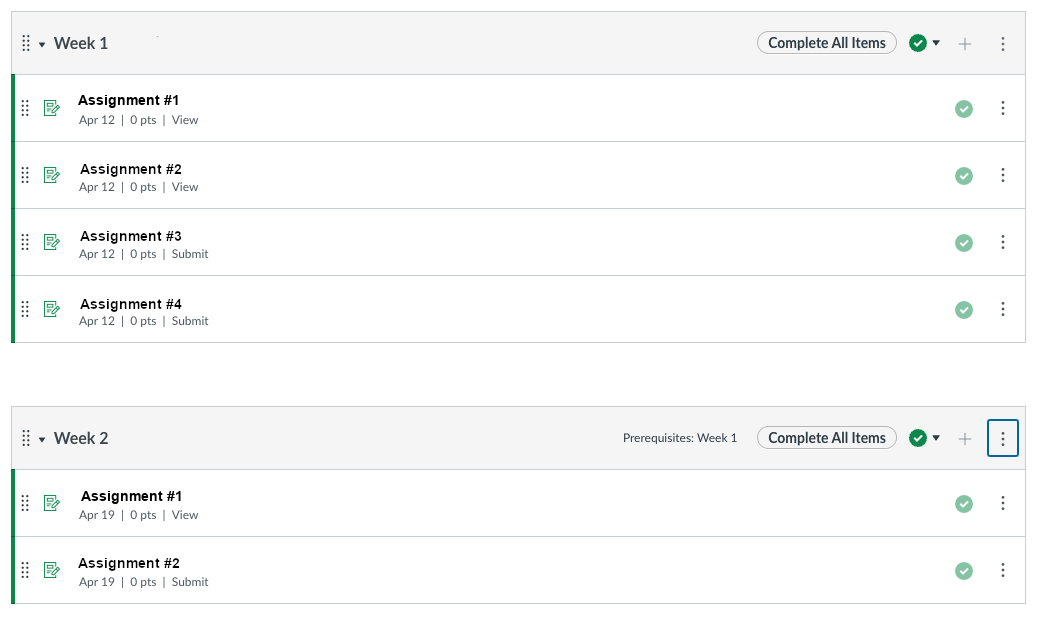 Week 1 Complete All Items
Assignment #1
Apr 12 | 0 pts | View
Assignment #2
Apr 12 | 0 pts | View
Assignment #3
Apr 12 | 0 pts | Submit
Assignment #4
Apr 12 | 0 pts | Submit
Week 2 Prerequisites: Week 1 Complete All Items
Assignment #1
Apr 19 | 0 pts | View
Assignment #2
Apr 19 | 0 pts | Submit